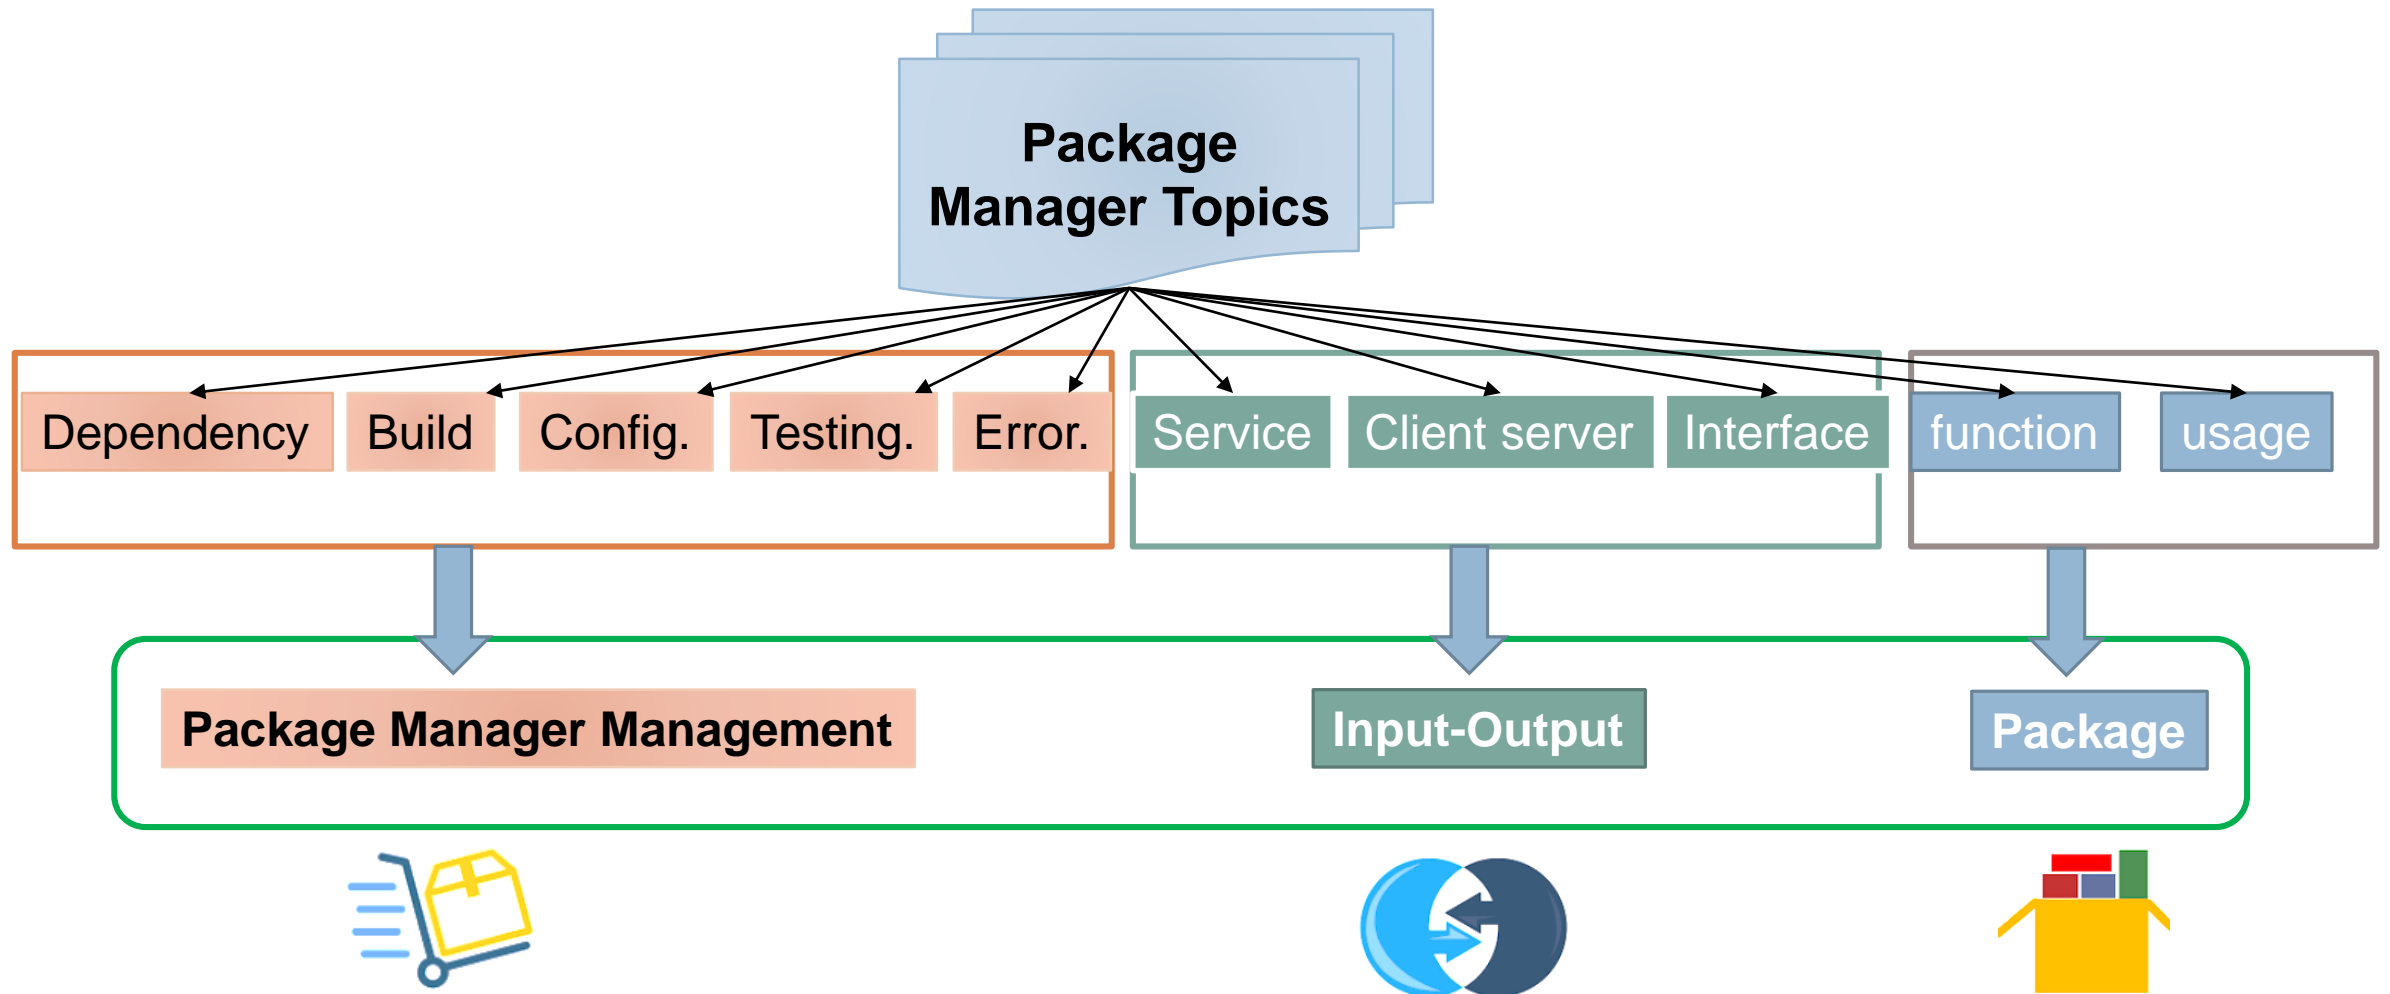 Package
Manager Topics
Dependency
Build
Config.
Testing.
Error.
Service
Client server
Interface
function
usage
Package Manager Management
Input-Output
Package